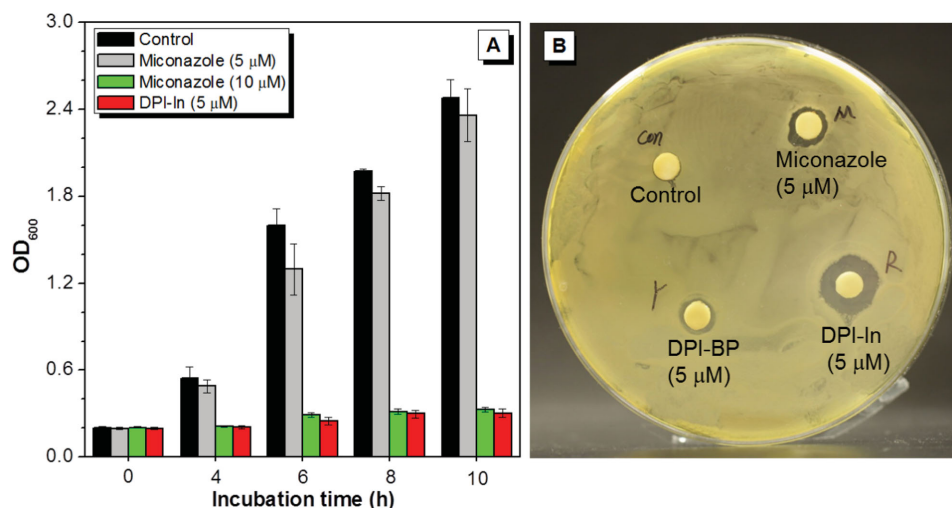 A
Control
Miconazole (5 μM)
Miconazole (10 μM)
DPI-In (5 μM)
3.0
2.4
1.8
1.2
0.6
0.0
OD600
0
4
6
8
10
Incubation time (h)
B
con
Control
M
Miconazole
(5 μM)
Y
DPI-BP
(5 μM)
R
DPI-In
(5 μM)